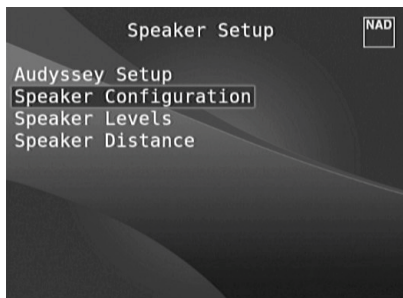 Speaker Setup
NAD
Audyssey Setup
Speaker Configuration
Speaker Levels
Speaker Distance